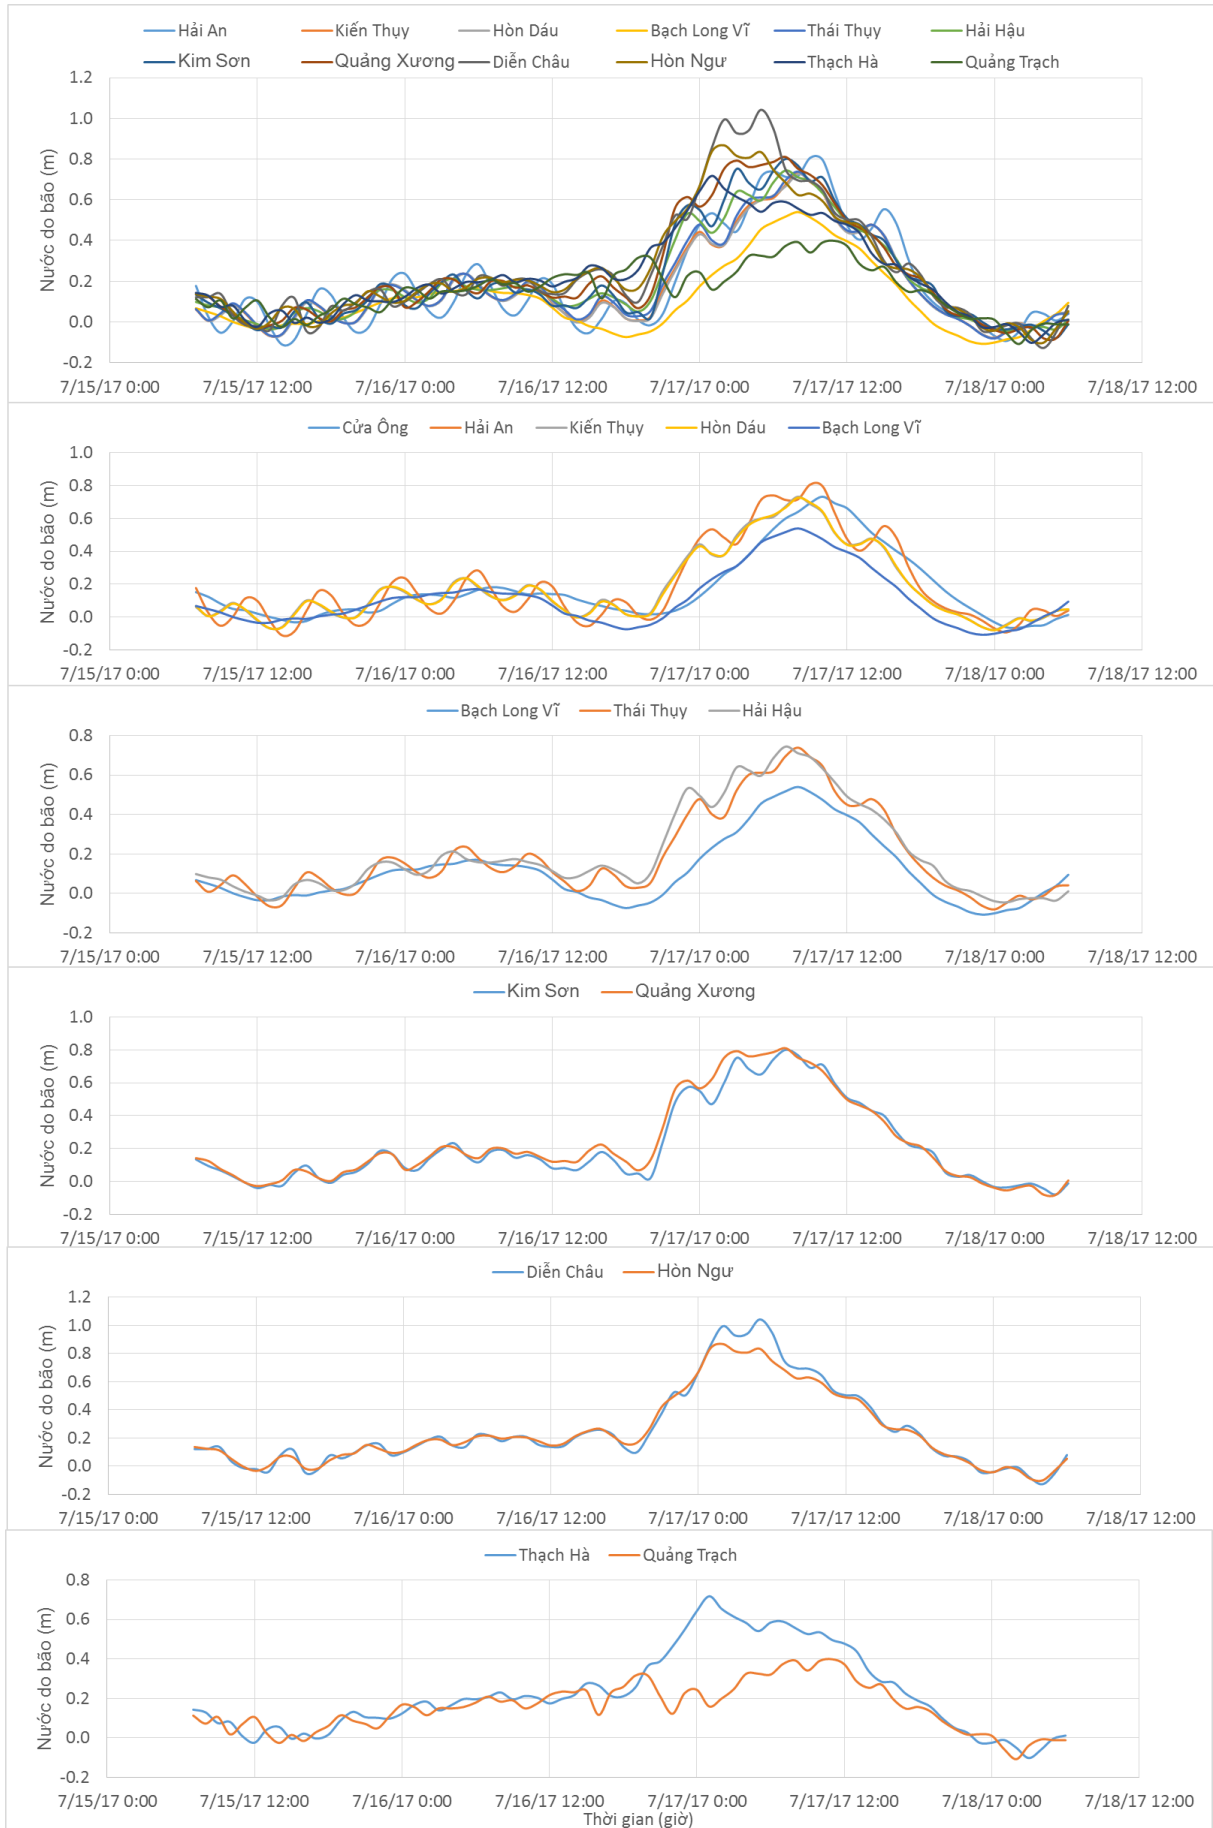 Hải An Kiến Thụy Hòn Dáu Bạch Long Vĩ Thái Thụy Hải Hậu
Kim Sơn Quảng Xương Diễn Châu Hòn Ngư Thạch Hà Quảng Trạch
Nước do bão (m)
1.2
1.0
0.8
0.6
0.4
0.2
0.0
-0.2
7/15/17 0:00 7/15/17 12:00 7/16/17 0:00 7/16/17 12:00 7/17/17 0:00 7/17/17 12:00 7/18/17 0:00 7/18/17 12:00
Cửa Ông Hải An Kiến Thụy Hòn Dáu Bạch Long Vĩ
Nước do bão (m)
1.0
0.8
0.6
0.4
0.2
0.0
-0.2
7/15/17 0:00 7/15/17 12:00 7/16/17 0:00 7/16/17 12:00 7/17/17 0:00 7/17/17 12:00 7/18/17 0:00 7/18/17 12:00
Bạch Long Vĩ Thái Thụy Hải Hậu
Nước do bão (m)
0.8
0.6
0.4
0.2
0.0
-0.2
7/15/17 0:00 7/15/17 12:00 7/16/17 0:00 7/16/17 12:00 7/17/17 0:00 7/17/17 12:00 7/18/17 0:00 7/18/17 12:00
Kim Sơn Quảng Xương
Nước do bão (m)
1.0
0.8
0.6
0.4
0.2
0.0
-0.2
7/15/17 0:00 7/15/17 12:00 7/16/17 0:00 7/16/17 12:00 7/17/17 0:00 7/17/17 12:00 7/18/17 0:00 7/18/17 12:00
Diễn Châu Hòn Ngư
Nước do bão (m)
1.2
1.0
0.8
0.6
0.4
0.2
0.0
-0.2
7/15/17 0:00 7/15/17 12:00 7/16/17 0:00 7/16/17 12:00 7/17/17 0:00 7/17/17 12:00 7/18/17 0:00 7/18/17 12:00
Thạch Hà Quảng Trạch
Nước do bão (m)
0.8
0.6
0.4
0.2
0.0
-0.2
7/15/17 0:00 7/15/17 12:00 7/16/17 0:00 7/16/17 12:00 7/17/17 0:00 7/17/17 12:00 7/18/17 0:00 7/18/17 12:00
Thời gian (giờ)